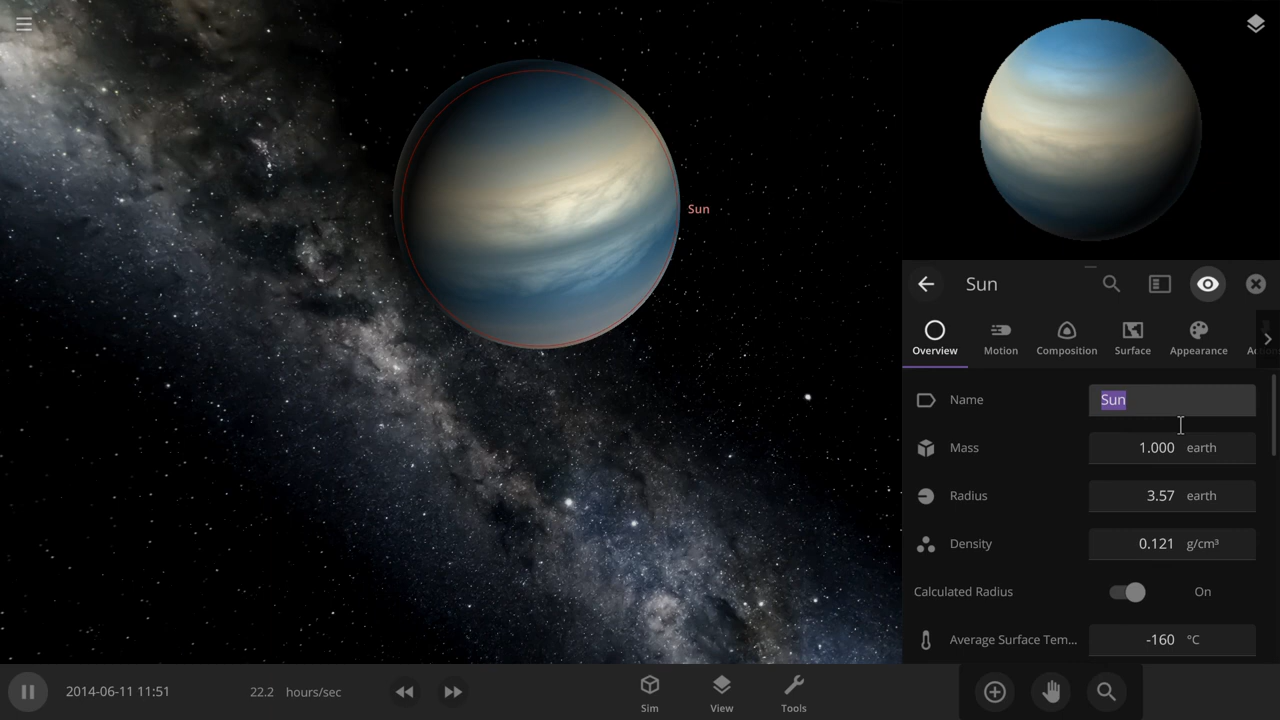 Sun
Sun
Overview
Motion
Composition
Surface
Appearance
Name
Sun
Mass
1.000 earth
Radius
3.57 earth
Density
0.121 g/cm³
Calculated Radius
On
Average Surface Tem...
-160 °C
2014-06-11 11:51
22.2 hours/sec
Sim
View
Tools